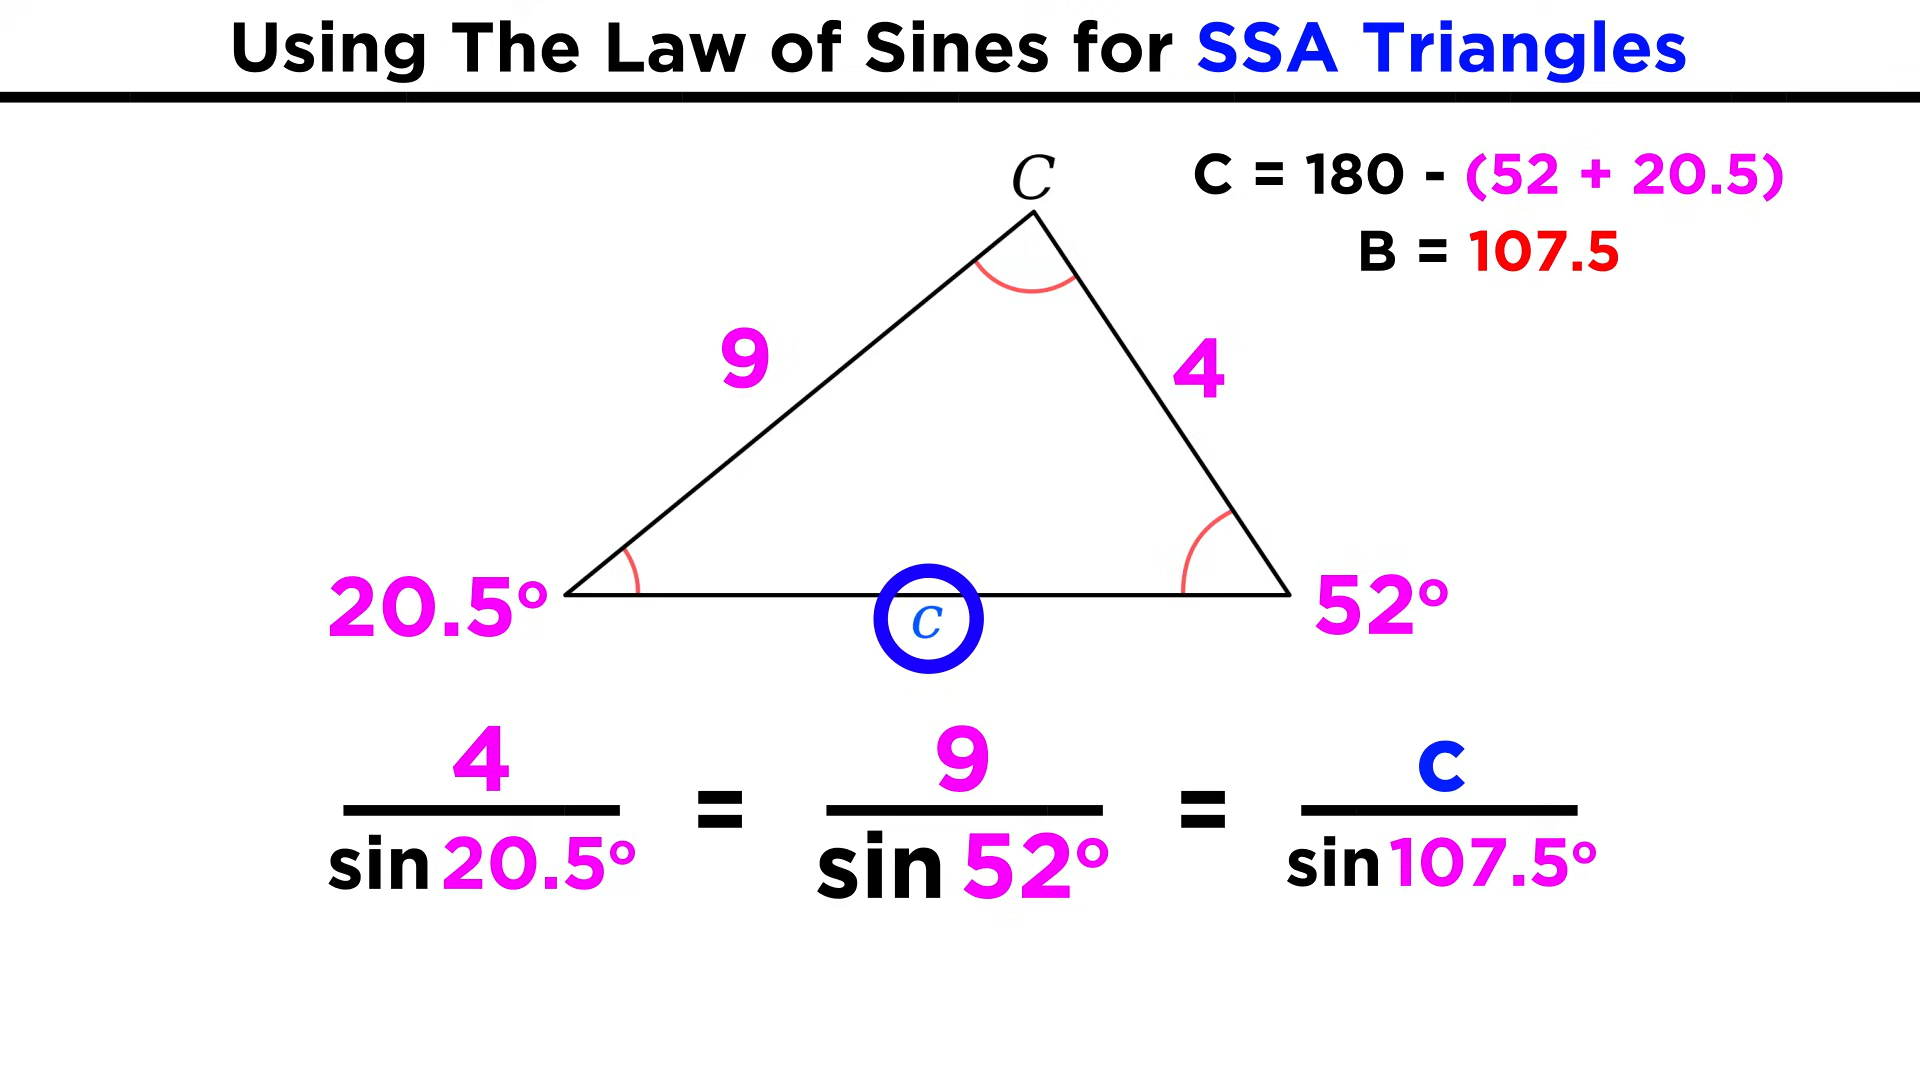 Using The Law of Sines for SSA Triangles
C
C = 180 - (52 + 20.5)
B = 107.5
9
4
20.5°
c
52°
4 = 9 = c
sin 20.5° sin 52° sin 107.5°